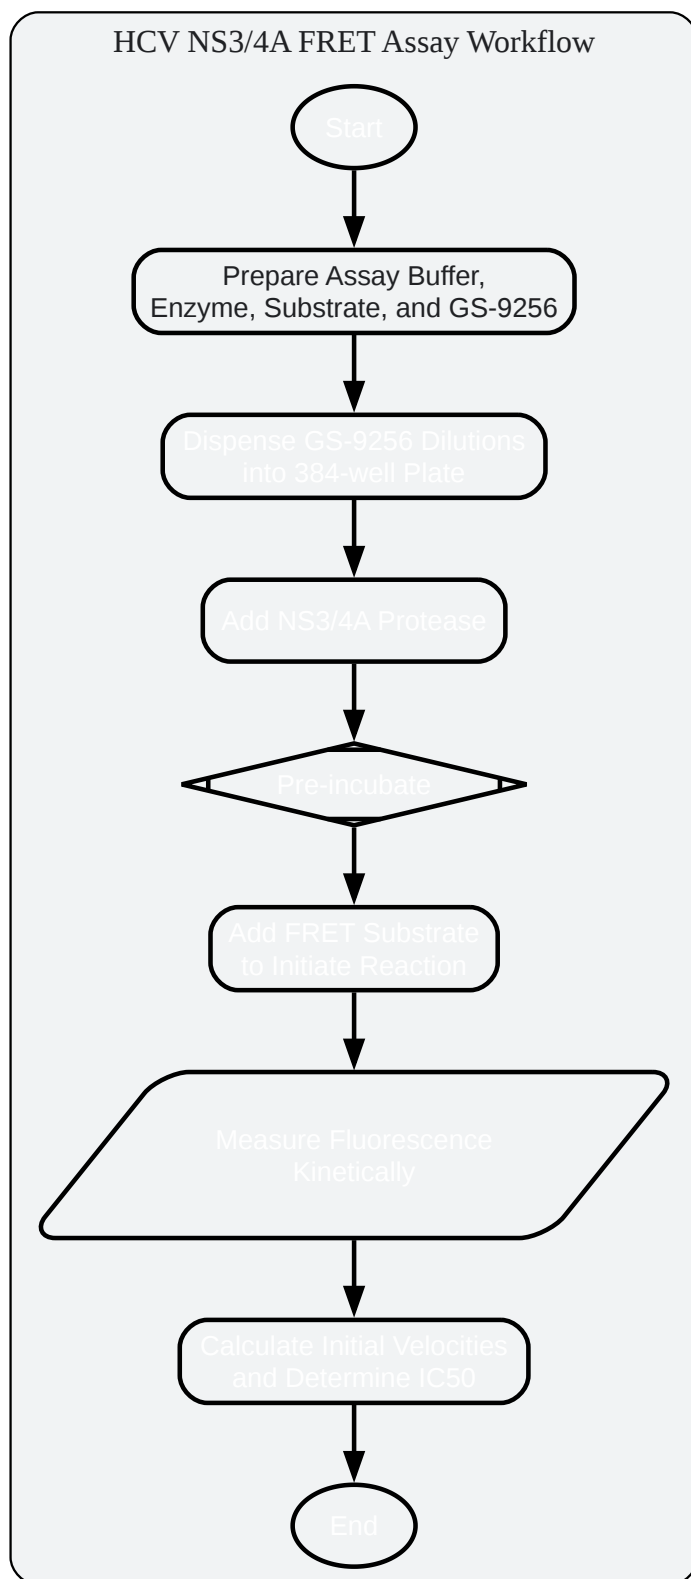 HCV NS3/4A FRET Assay Workflow
Start
Prepare Assay Buffer,
Enzyme, Substrate, and GS-9256
Dispense GS-9256 Dilutions
into 384-well Plate
Add NS3/4A Protease
Pre-incubate
Add FRET Substrate
to Initiate Reaction
Measure Fluorescence
Kinetically
Calculate Initial Velocities
and Determine IC50
End